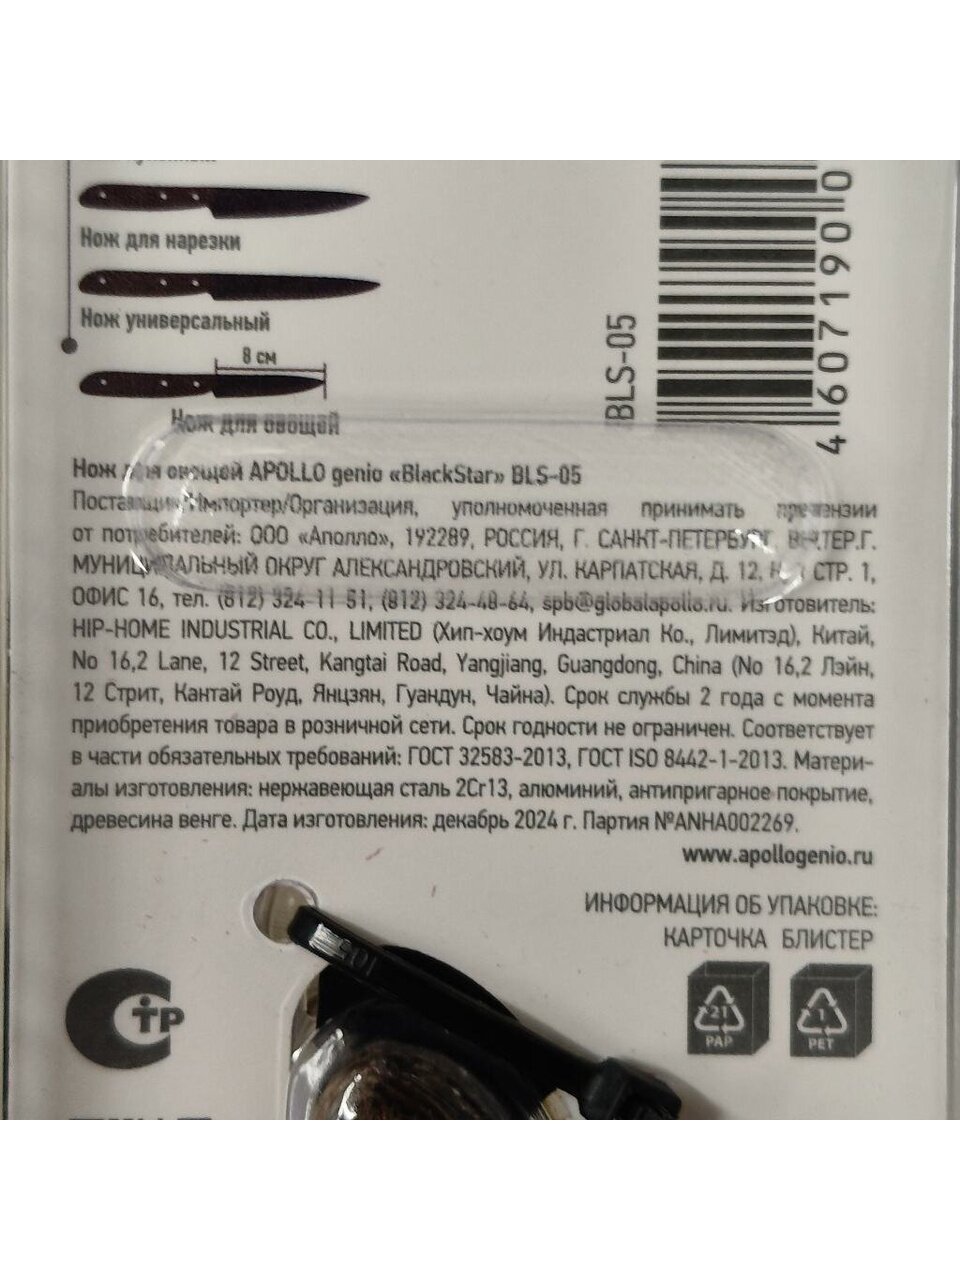 Нож для нарезки
Нож универсальный
8 см
Нож для овощей
BLS-05
4 607190 0
Нож для овощей APOLLO genio «BlackStar» BLS-05
Поставщик/Импортер/Организация, уполномоченная принимать претензии
от потребителей: ООО «Аполло», 192289, РОССИЯ, Г. САНКТ-ПЕТЕРБУРГ, ВН.ТЕР.Г.
МУНИЦИПАЛЬНЫЙ ОКРУГ АЛЕКСАНДРОВСКИЙ, УЛ. КАРПАТСКАЯ, Д. 12, СТР. 1,
ОФИС 16, тел. (812) 324-11-51, (812) 324-48-64, spb@globalapollo.ru. Изготовитель:
HIP-HOME INDUSTRIAL CO., LIMITED (Хип-хоум Индастриал Ко., Лимитэд), Китай,
No 16,2 Lane, 12 Street, Kangtai Road, Yangjiang, Guangdong, China (No 16,2 Лэйн,
12 Стрит, Кантай Роуд, Янцзян, Гуандун, Чайна). Срок службы 2 года с момента
приобретения товара в розничной сети. Срок годности не ограничен. Соответствует
в части обязательных требований: ГОСТ 32583-2013, ГОСТ ISO 8442-1-2013. Матери-
алы изготовления: нержавеющая сталь 2Cr13, алюминий, антипригарное покрытие,
древесина венге. Дата изготовления: декабрь 2024 г. Партия №ANHA002269.
www.apollogenio.ru
ИНФОРМАЦИЯ ОБ УПАКОВКЕ:
КАРТОЧКА БЛИСТЕР
21
PAP
1
PET
СТР